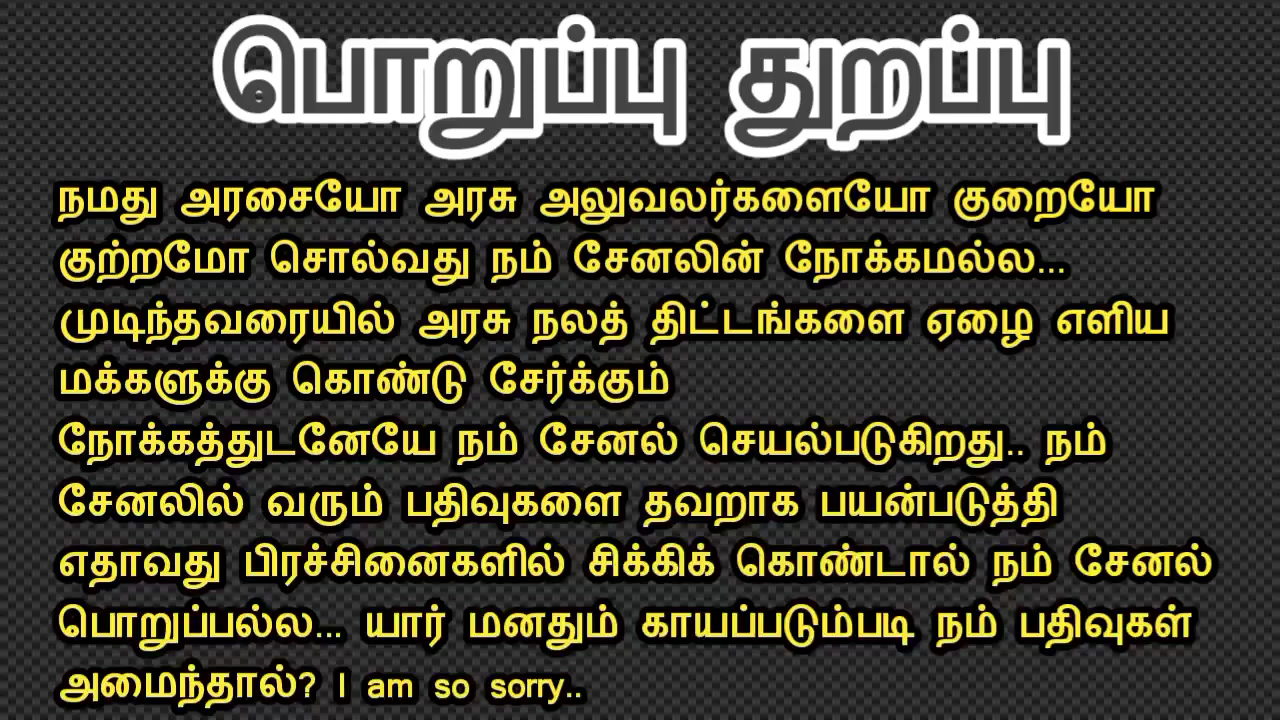 பொறுப்பு துறப்பு
நமது அரசையோ அரசு அலுவலர்களையோ குறையோ
குற்றமோ சொல்வது நம் சேனலின் நோக்கமல்ல...
முடிந்தவரையில் அரசு நலத் திட்டங்களை ஏழை எளிய
மக்களுக்கு கொண்டு சேர்க்கும்
நோக்கத்துடனேயே நம் சேனல் செயல்படுகிறது.. நம்
சேனலில் வரும் பதிவுகளை தவறாக பயன்படுத்தி
எதாவது பிரச்சினைகளில் சிக்கிக் கொண்டால் நம் சேனல்
பொறுப்பல்ல... யார் மனதும் காயப்படும்படி நம் பதிவுகள்
அமைந்தால்? I am so sorry..